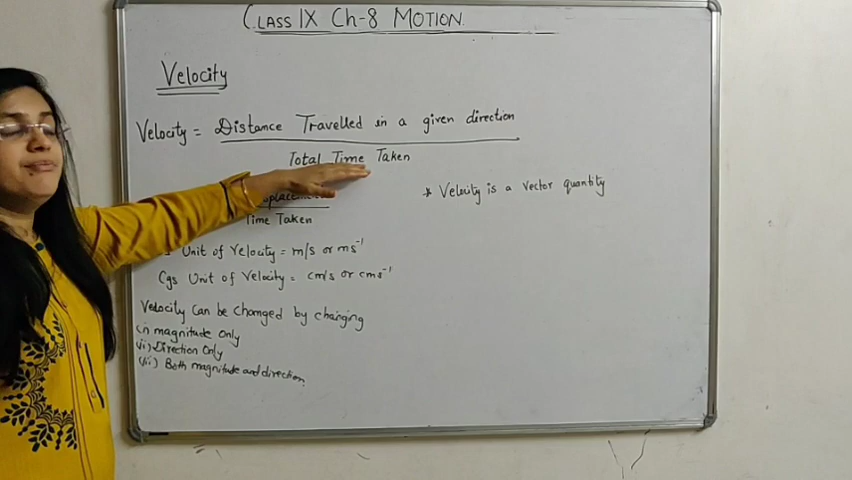 CLASS IX Ch-8 MOTION.
Velocity
Velocity = Distance Travelled in a given direction
Total Time Taken
* Velocity is a vector quantity
Time Taken
Unit of Velocity = m/s or ms⁻¹
Cgs Unit of Velocity = cm/s or cms⁻¹
Velocity Can be Changed by changing
(i) magnitude Only
(ii) Direction Only
(iii) Both magnitude and direction